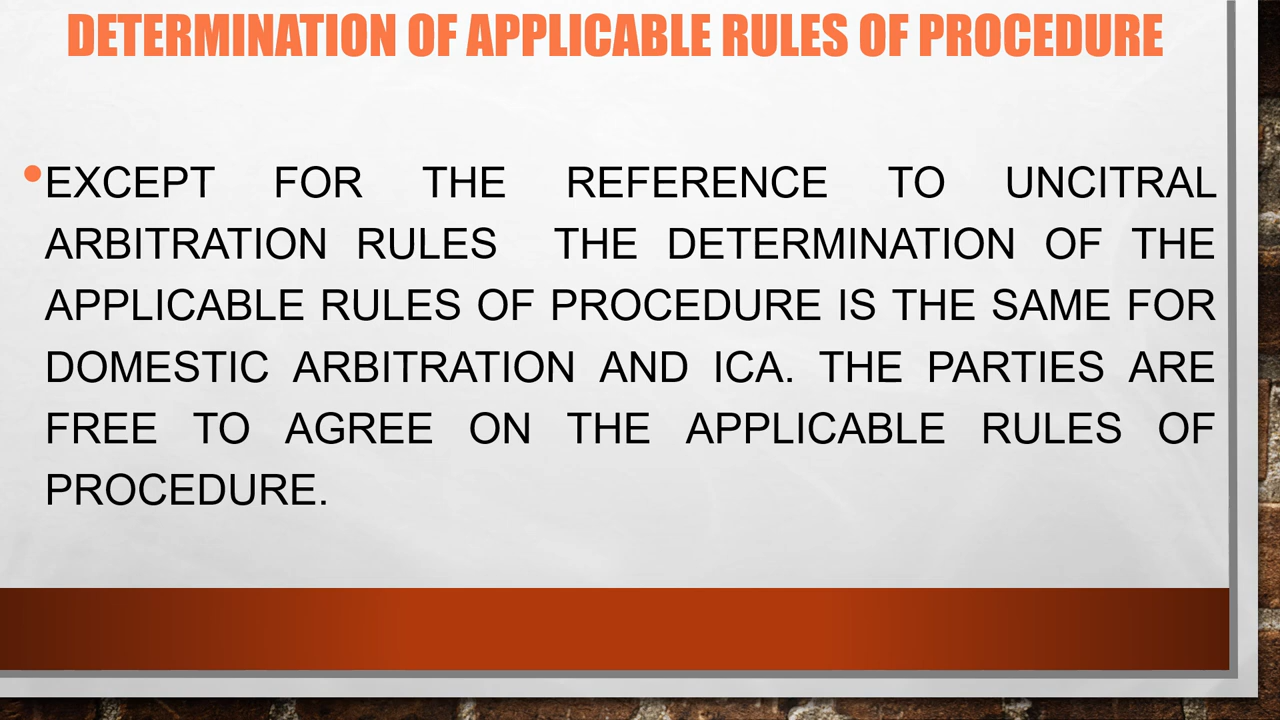 DETERMINATION OF APPLICABLE RULES OF PROCEDURE
•EXCEPT FOR THE REFERENCE TO UNCITRAL
ARBITRATION RULES THE DETERMINATION OF THE
APPLICABLE RULES OF PROCEDURE IS THE SAME FOR
DOMESTIC ARBITRATION AND ICA. THE PARTIES ARE
FREE TO AGREE ON THE APPLICABLE RULES OF
PROCEDURE.